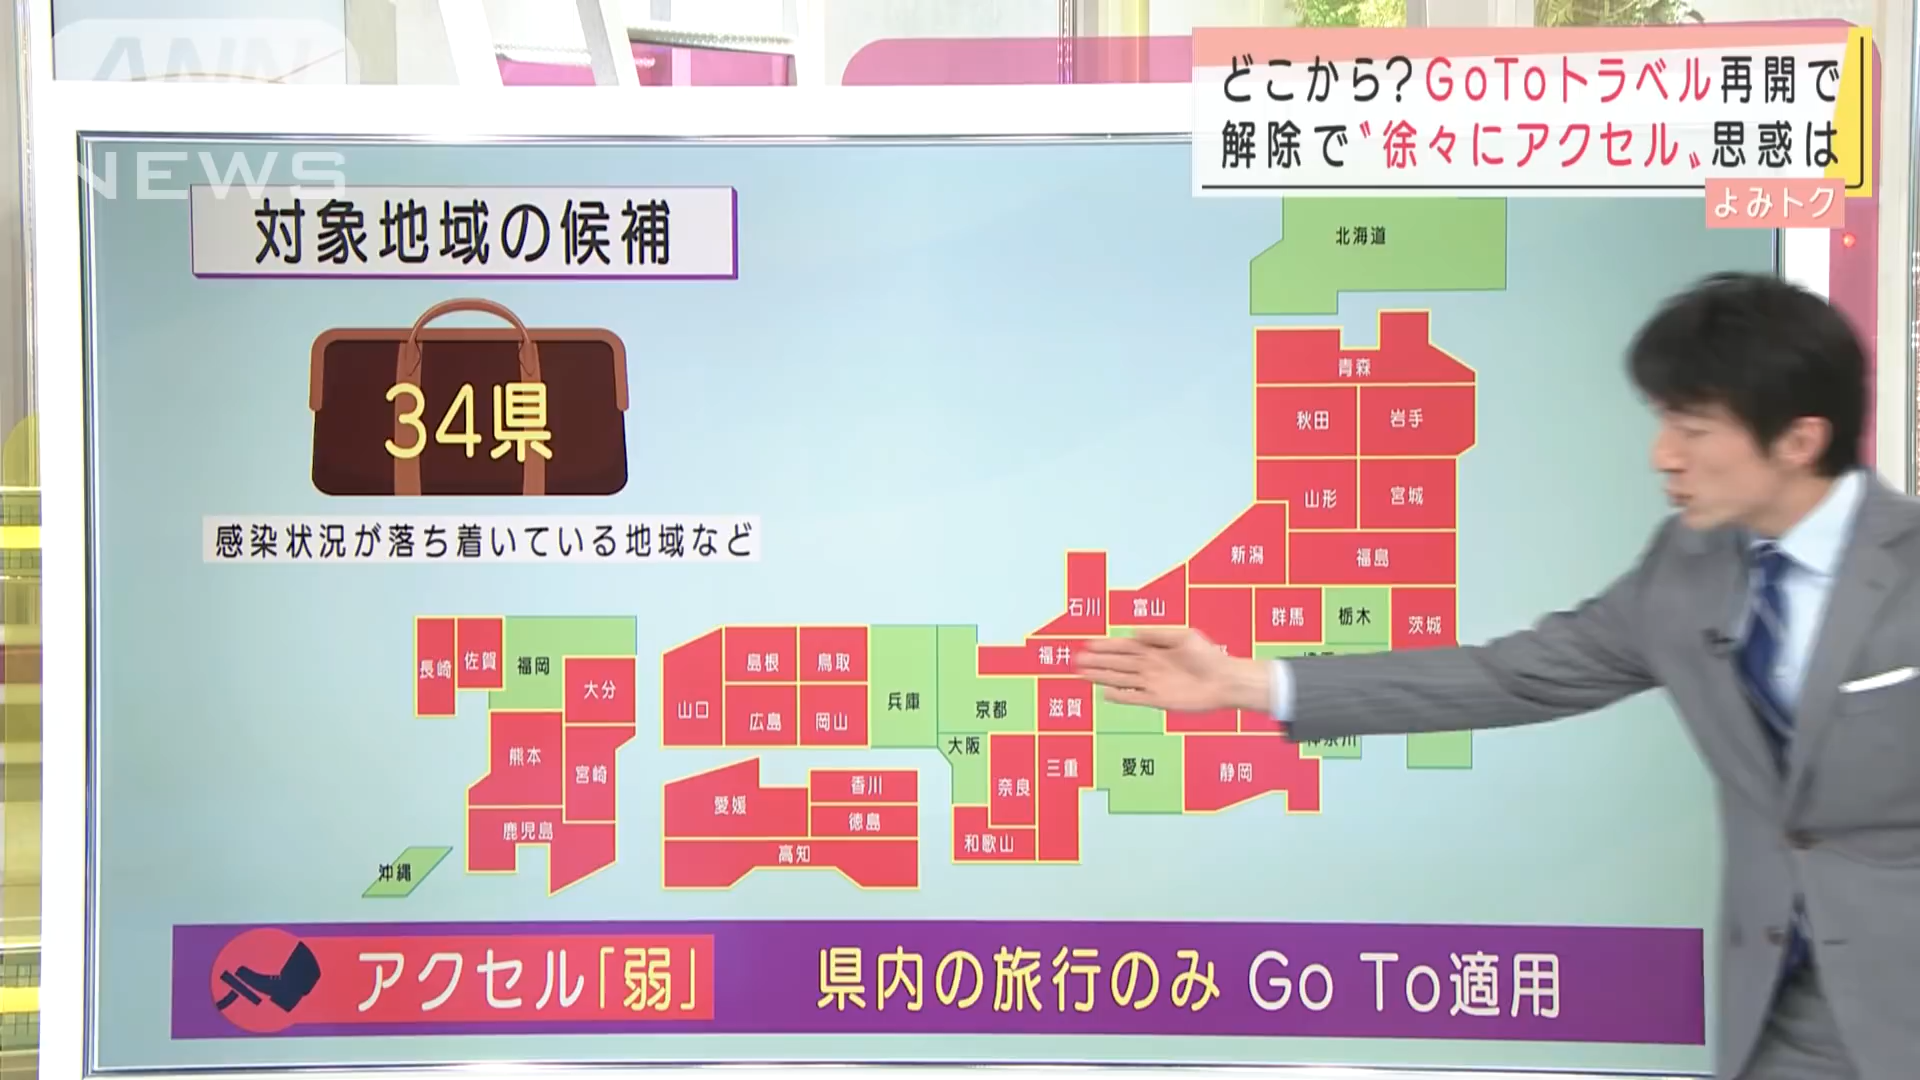 ANN
NEWS
どこから?GoToトラベル再開で
解除で〝徐々にアクセル〟思惑は
よみトク
対象地域の候補
34県
感染状況が落ち着いている地域など
北海道
青森
秋田
岩手
山形
宮城
新潟
福島
石川
富山
群馬
栃木
茨城
福井
長崎
佐賀
福岡
大分
島根
鳥取
山口
広島
岡山
兵庫
京都
滋賀
大阪
神奈川
熊本
宮崎
奈良
三重
愛知
静岡
愛媛
香川
徳島
鹿児島
和歌山
高知
沖縄
アクセル「弱」
県内の旅行のみ Go To適用